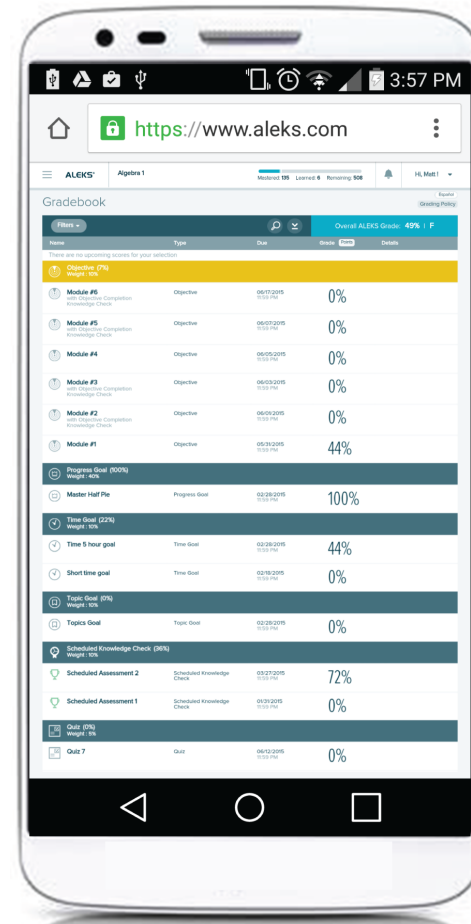 3:57 PM
https://www.aleks.com
ALEKS®
Algebra 1
Mastered: 135 Learned: 6 Remaining: 508
Hi, Matt!
Español
Gradebook
Grading Policy
Filters
Overall ALEKS Grade: 49% | F
Name Type Due Grade Points Details
There are no upcoming scores for your selection
Objective (7%)
Weight: 10%
Module #6 Objective 06/17/2015 0%
with Objective Completion 11:59 PM
Knowledge Check
Module #5 Objective 06/07/2015 0%
with Objective Completion 11:59 PM
Knowledge Check
Module #4 Objective 06/05/2015 0%
11:59 PM
Module #3 Objective 06/03/2015 0%
with Objective Completion 11:59 PM
Knowledge Check
Module #2 Objective 06/01/2015 0%
with Objective Completion 11:59 PM
Knowledge Check
Module #1 Objective 05/31/2015 44%
11:59 PM
Progress Goal (100%)
Weight: 40%
Master Half Pie Progress Goal 02/28/2015 100%
11:59 PM
Time Goal (22%)
Weight: 10%
Time 5 hour goal Time Goal 02/28/2015 44%
11:59 PM
Short time goal Time Goal 02/19/2015 0%
11:59 PM
Topic Goal (0%)
Weight: 10%
Topics Goal Topic Goal 02/28/2015 0%
11:59 PM
Scheduled Knowledge Check (36%)
Weight: 10%
Scheduled Assessment 2 Scheduled Knowledge 03/27/2015 72%
Check 11:59 PM
Scheduled Assessment 1 Scheduled Knowledge 01/31/2015 0%
Check 11:59 PM
Quiz (0%)
Weight: 5%
Quiz 7 Quiz 06/12/2015 0%
11:59 PM